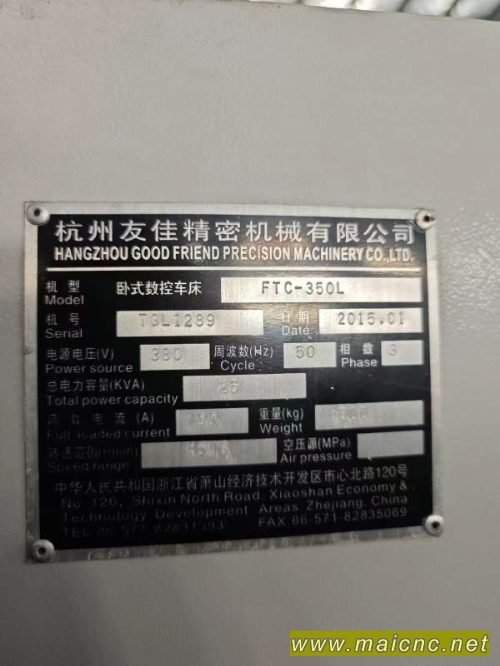 杭州友佳精密机械有限公司
HANGZHOU GOOD FRIEND PRECISION MACHINERY CO.,LTD.
机型 卧式数控车床 FTC-350L
Model
机号 TGL1289 日期 2015.01
Serial Date
电源电压(V) 380 周波数(Hz) 50 相数 3
Power source Cycle Phase
总电力容量(KVA) 25
Total power capacity
电流(A) 重量(kg)
Full loaded current Weight
空压源(MPa)
Speed range Air pressure
中华人民共和国浙江省萧山经济技术开发区市心北路120号
No 120, Shixin North Road, Xiaoshan Economy &
Technology Development Areas Zhejiang, China
FAX:86-571-82835069
www.maicnc.net